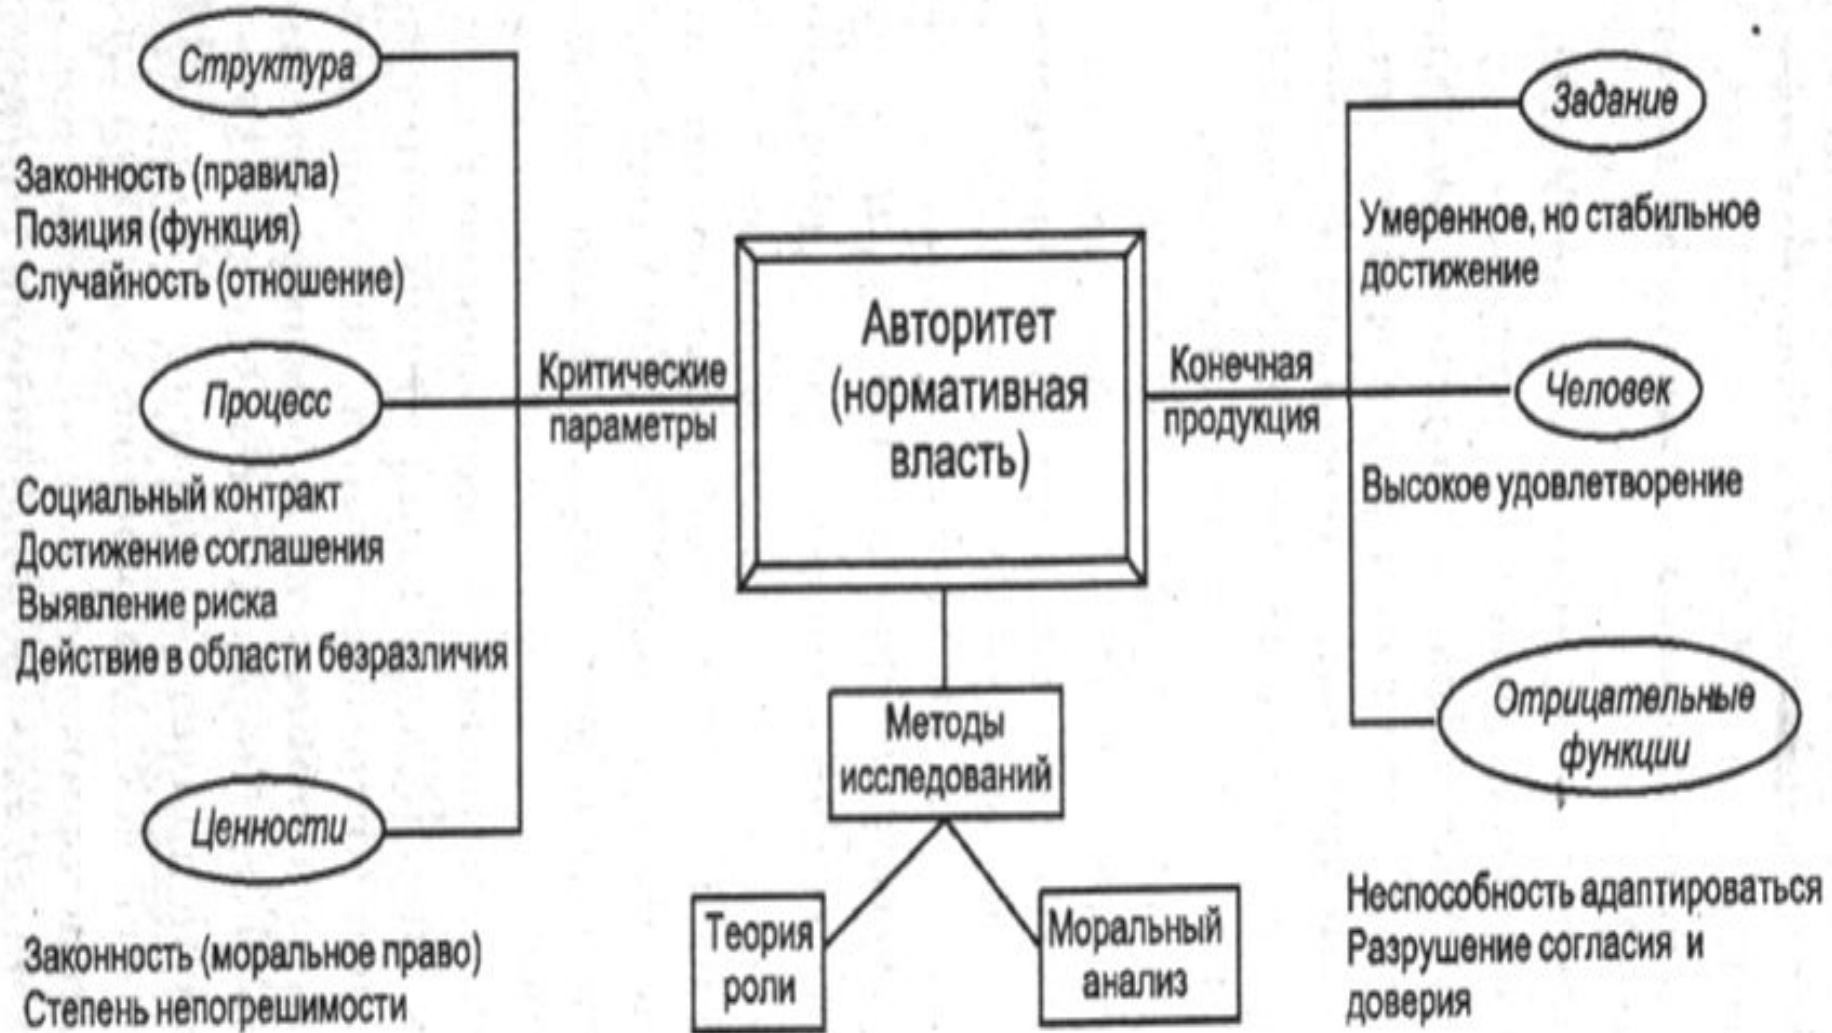 Структура
Законность (правила)
Позиция (функция)
Случайность (отношение)
Процесс
Социальный контракт
Достижение соглашения
Выявление риска
Действие в области безразличия
Ценности
Законность (моральное право)
Степень непогрешимости
Критические
параметры
Авторитет
(нормативная
власть)
Методы
исследований
Теория
роли
Моральный
анализ
Конечная
продукция
Задание
Умеренное, но стабильное
достижение
Человек
Высокое удовлетворение
Отрицательные
функции
Неспособность адаптироваться
Разрушение согласия и
доверия